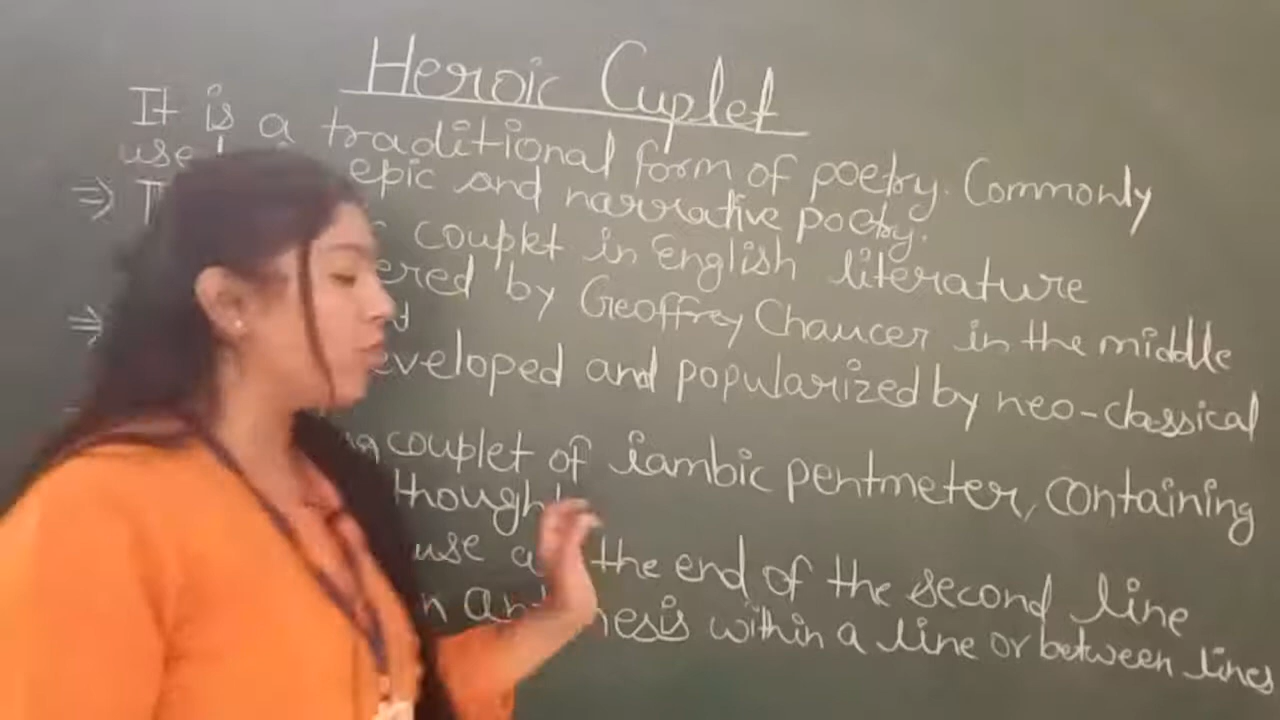 Heroic Cuplet
It is a traditional form of poetry. Commonly
use epic and narrative poetry.
⇒ couplet in English literature
ered by Geoffrey Chaucer in the middle
⇒
eveloped and popularized by neo-classical
couplet of iambic pentmeter, containing
though
use the end of the second line
nesis within a line or between lines